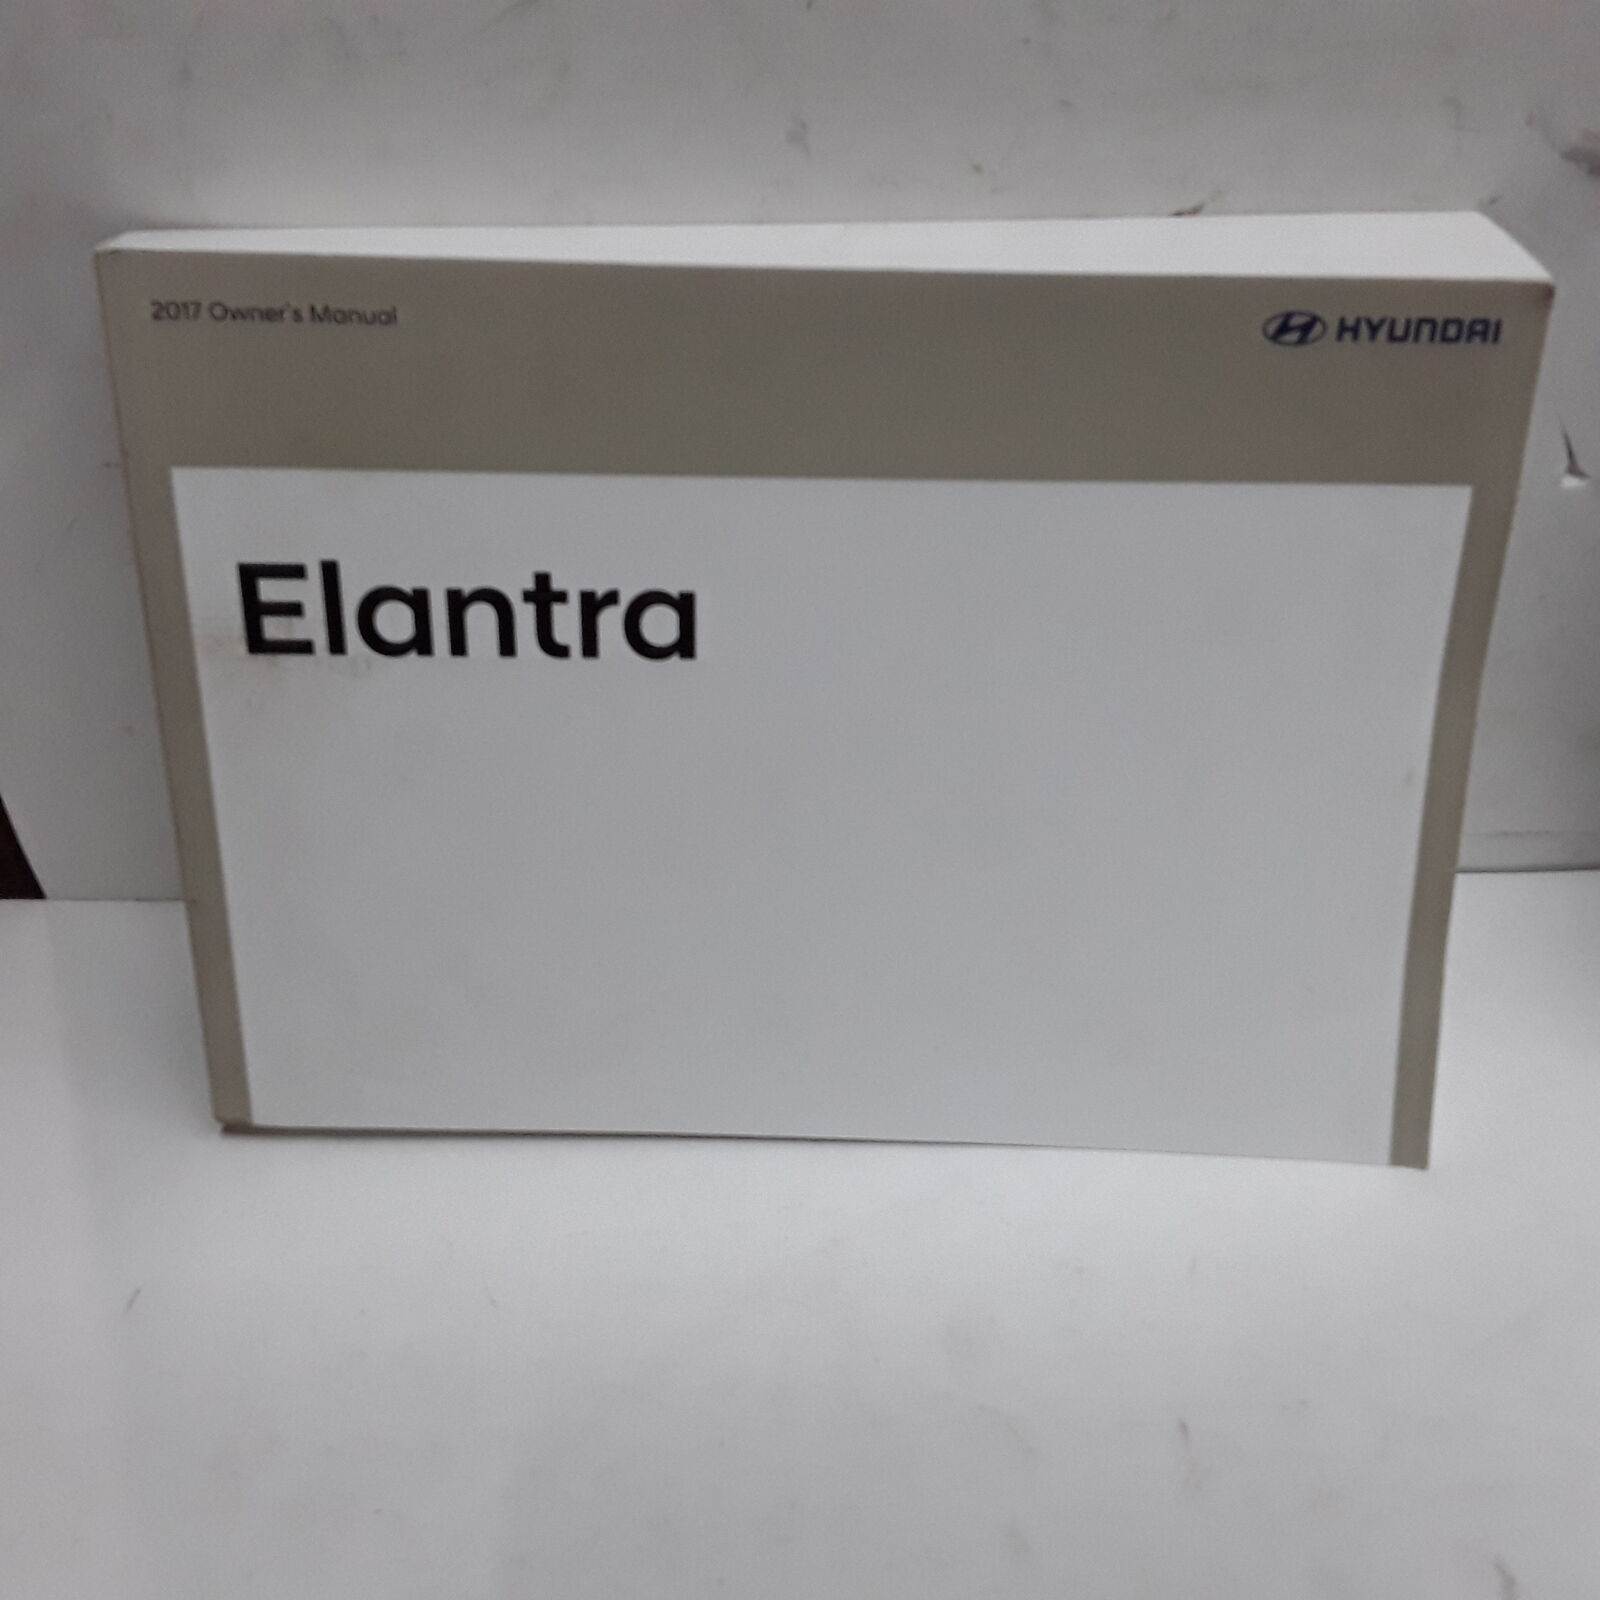 2017 Owner's Manual
HYUNDAI
Elantra